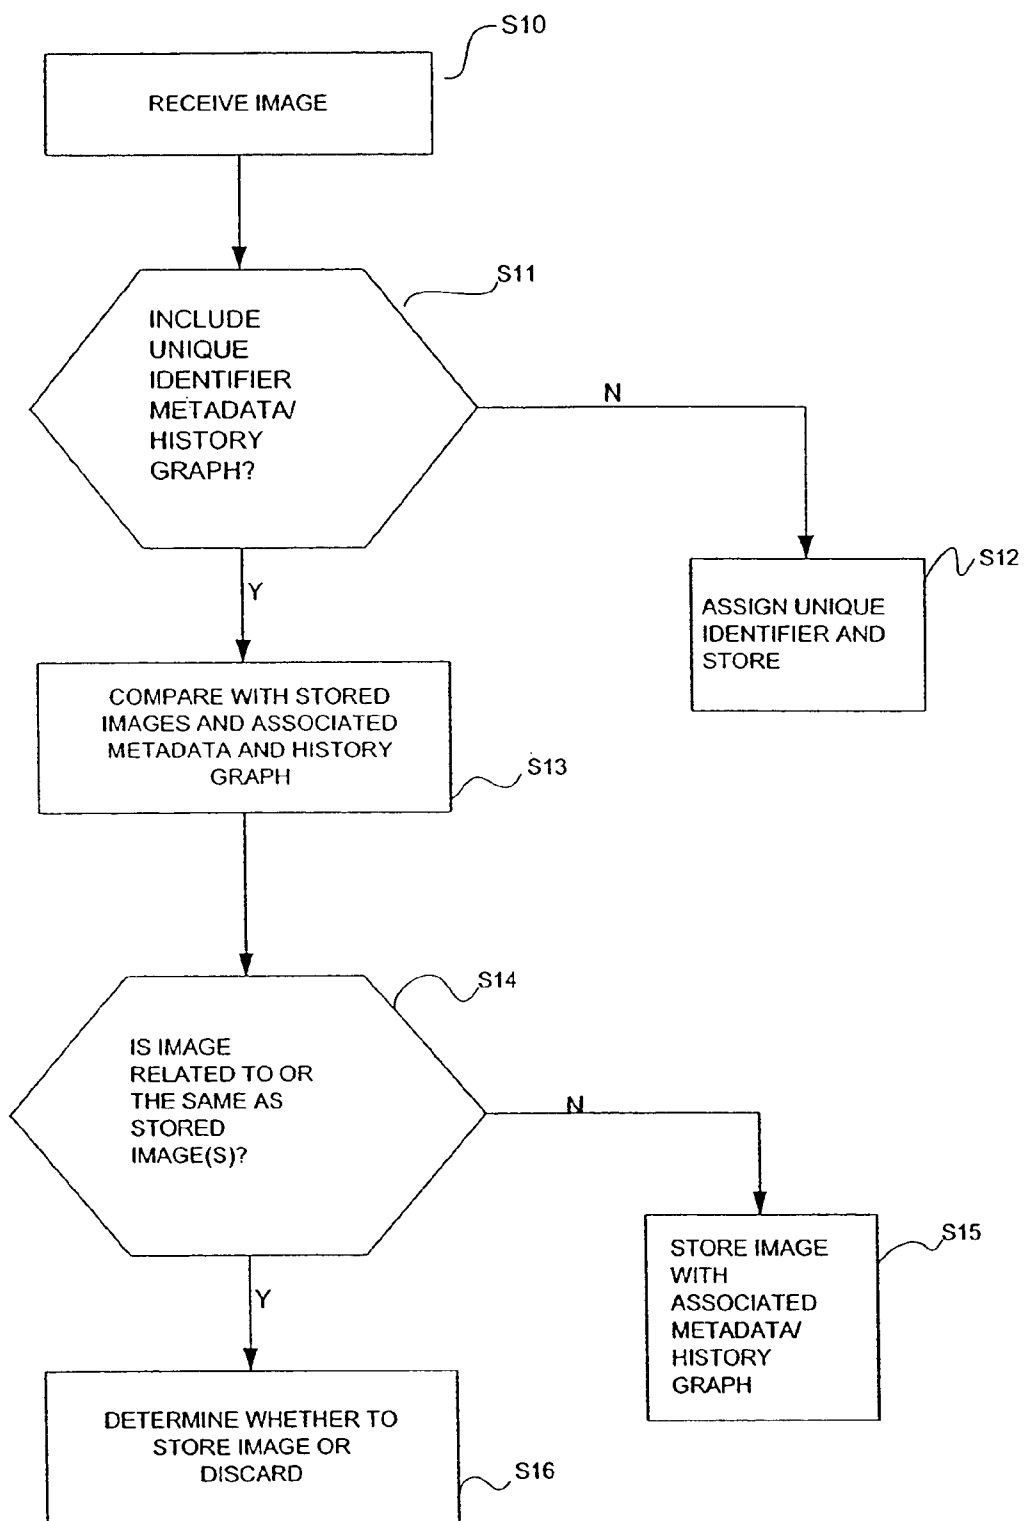 S10
RECEIVE IMAGE
S11
INCLUDE
UNIQUE
IDENTIFIER
METADATA/
HISTORY
GRAPH?
N
S12
ASSIGN UNIQUE
IDENTIFIER AND
STORE
Y
COMPARE WITH STORED
IMAGES AND ASSOCIATED
METADATA AND HISTORY
GRAPH
S13
S14
IS IMAGE
RELATED TO OR
THE SAME AS
STORED
IMAGE(S)?
N
S15
STORE IMAGE
WITH
ASSOCIATED
METADATA/
HISTORY
GRAPH
Y
DETERMINE WHETHER TO
STORE IMAGE OR
DISCARD
S16